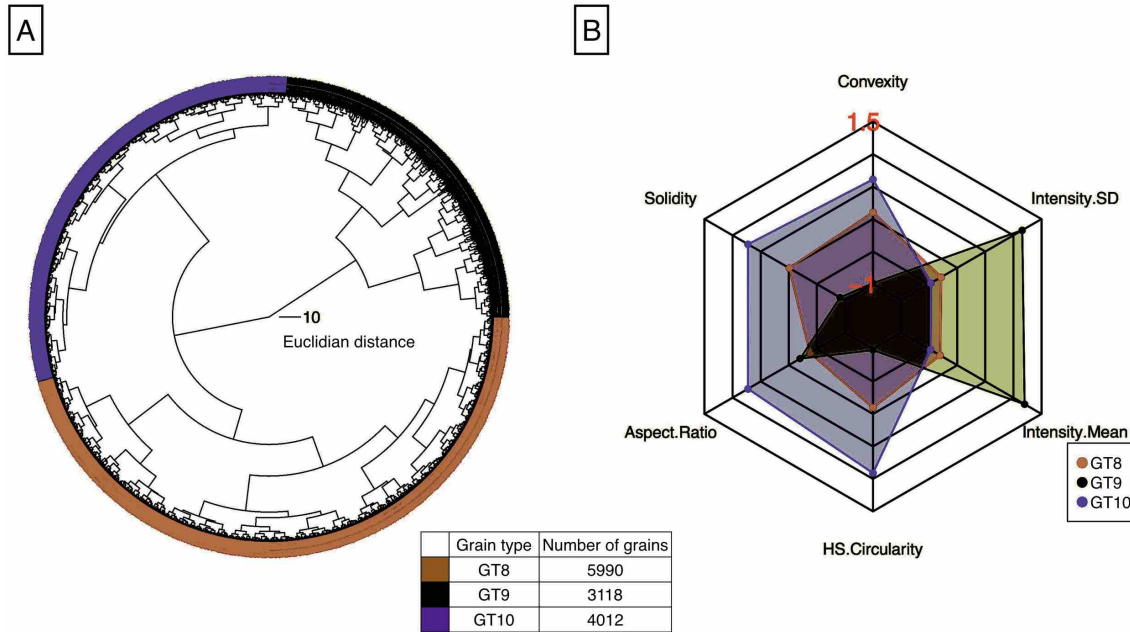 A
10
Euclidian distance
Grain type Number of grains
GT8 5990
GT9 3118
GT10 4012
B
Convexity
1.5
Solidity
Intensity.SD
-1
Aspect.Ratio
Intensity.Mean
HS.Circularity
GT8
GT9
GT10